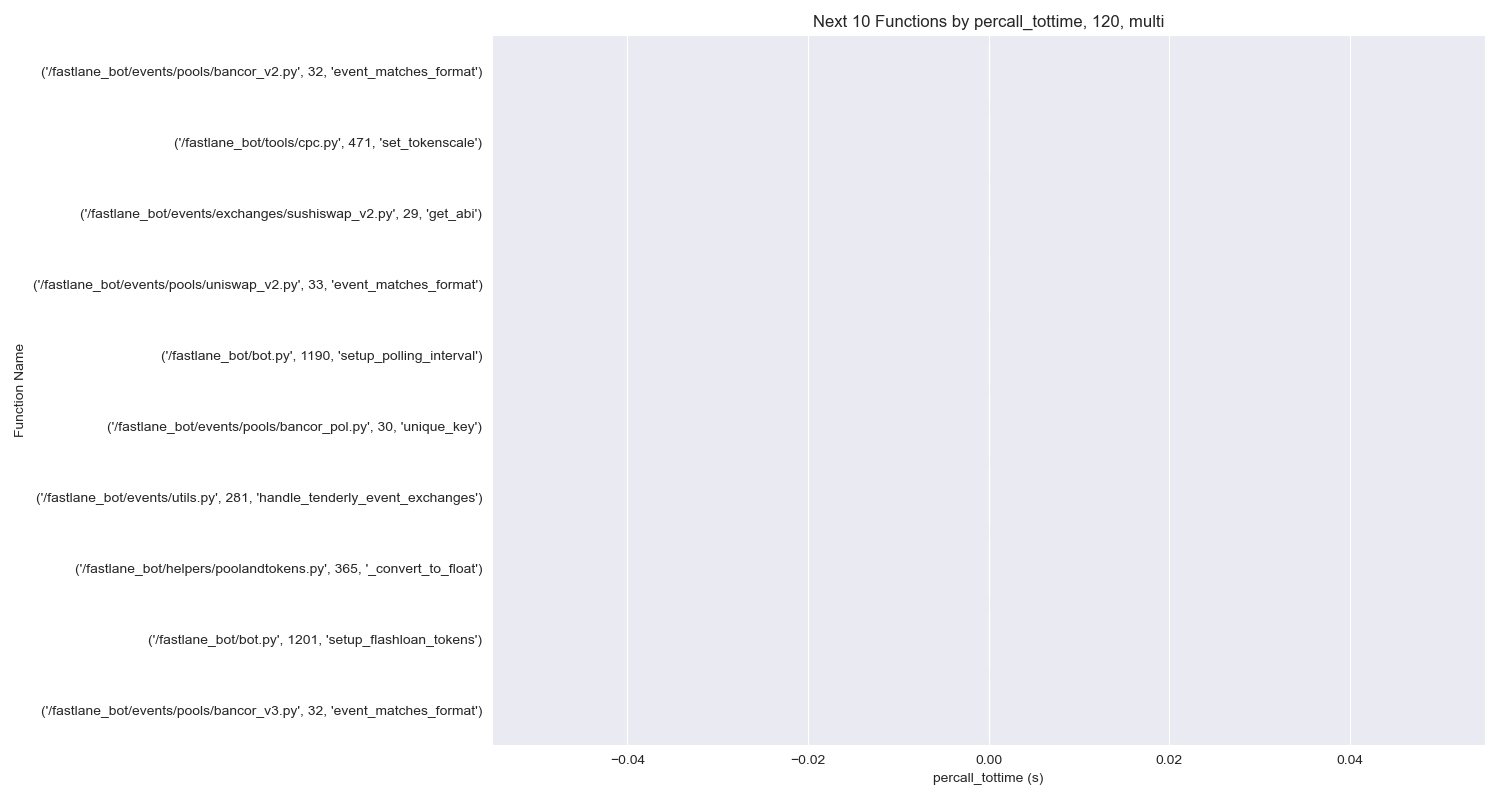 Next 10 Functions by percall_tottime, 120, multi
('/fastlane_bot/events/pools/bancor_v2.py', 32, 'event_matches_format')
('/fastlane_bot/tools/cpc.py', 471, 'set_tokenscale')
('/fastlane_bot/events/exchanges/sushiswap_v2.py', 29, 'get_abi')
('/fastlane_bot/events/pools/uniswap_v2.py', 33, 'event_matches_format')
('/fastlane_bot/bot.py', 1190, 'setup_polling_interval')
('/fastlane_bot/events/pools/bancor_pol.py', 30, 'unique_key')
('/fastlane_bot/events/utils.py', 281, 'handle_tenderly_event_exchanges')
('/fastlane_bot/helpers/poolandtokens.py', 365, '_convert_to_float')
('/fastlane_bot/bot.py', 1201, 'setup_flashloan_tokens')
('/fastlane_bot/events/pools/bancor_v3.py', 32, 'event_matches_format')
Function Name
−0.04 −0.02 0.00 0.02 0.04
percall_tottime (s)